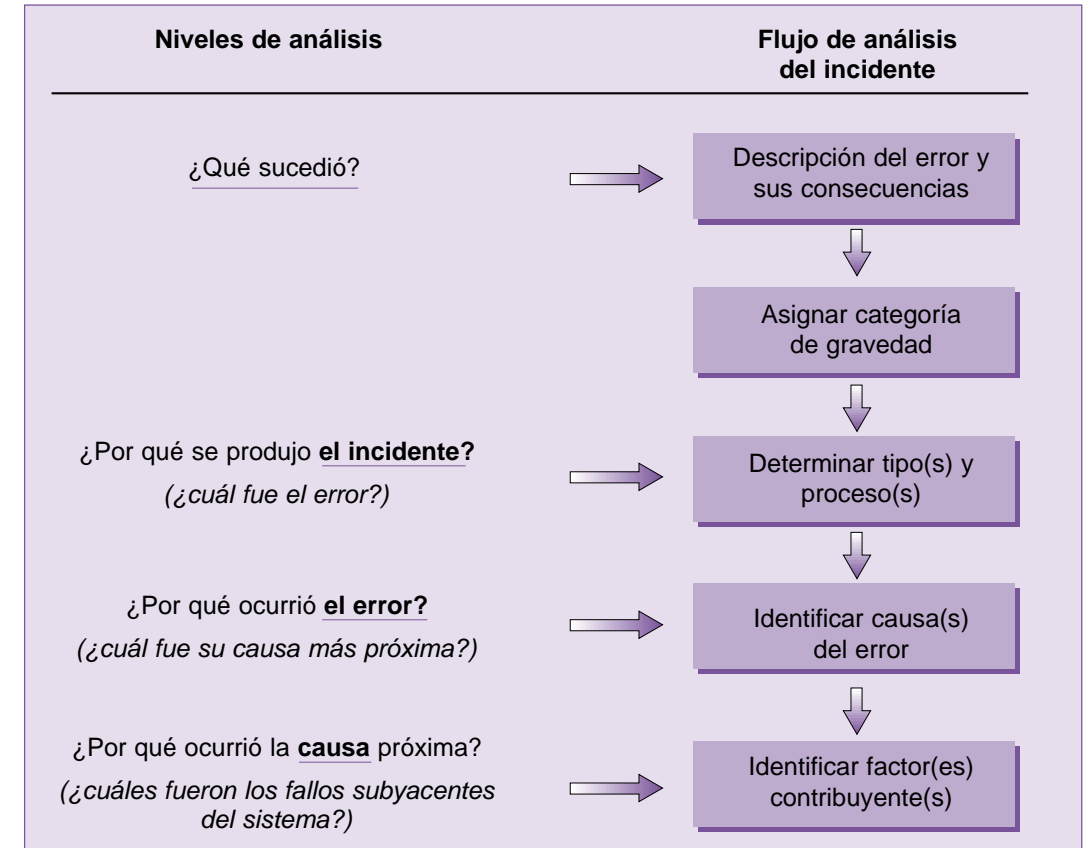 Niveles de análisis
Flujo de análisis
del incidente
¿Qué sucedió?
Descripción del error y
sus consecuencias
Asignar categoría
de gravedad
¿Por qué se produjo el incidente?
(¿cuál fue el error?)
Determinar tipo(s) y
proceso(s)
¿Por qué ocurrió el error?
(¿cuál fue su causa más próxima?)
Identificar causa(s)
del error
¿Por qué ocurrió la causa próxima?
(¿cuáles fueron los fallos subyacentes
del sistema?)
Identificar factor(es)
contribuyente(s)